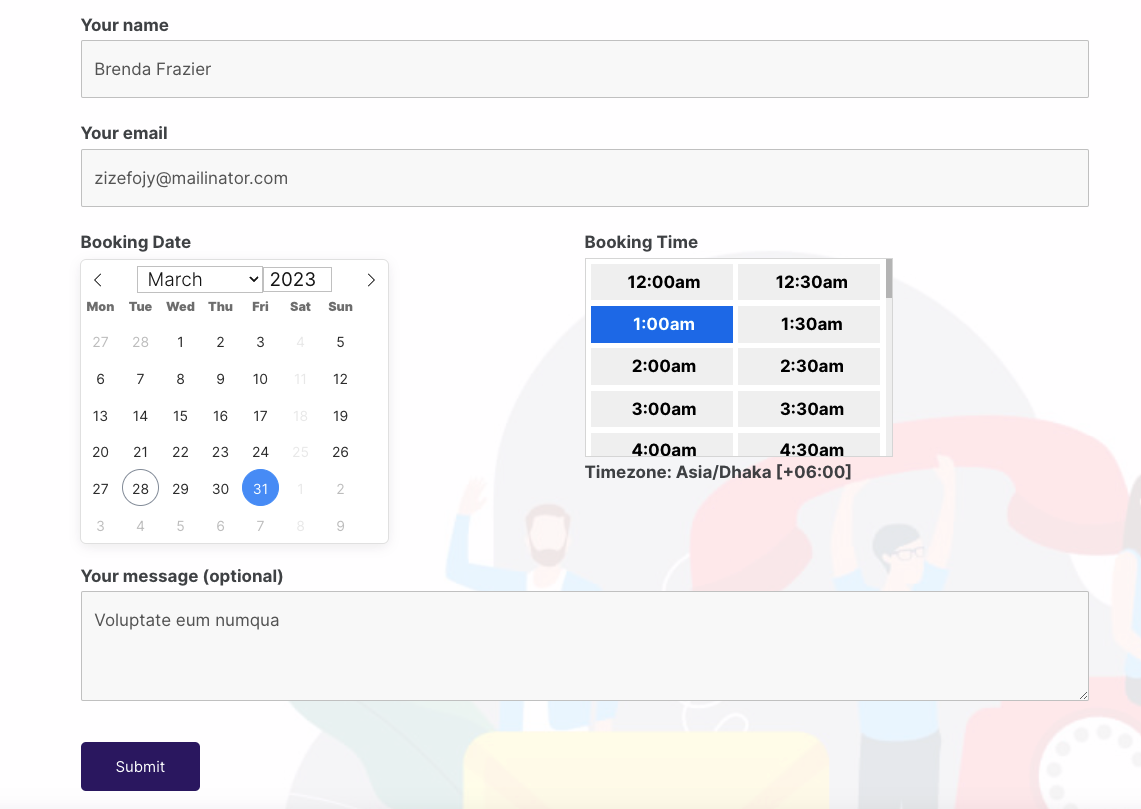 Your name
Brenda Frazier
Your email
zizefojy@mailinator.com
Booking Date
March 2023
Mon Tue Wed Thu Fri Sat Sun
27 28 1 2 3 4 5
6 7 8 9 10 11 12
13 14 15 16 17 18 19
20 21 22 23 24 25 26
27 28 29 30 31 1 2
3 4 5 6 7 8 9
Booking Time
12:00am 12:30am
1:00am 1:30am
2:00am 2:30am
3:00am 3:30am
4:00am 4:30am
Timezone: Asia/Dhaka [+06:00]
Your message (optional)
Voluptate eum numqua
Submit